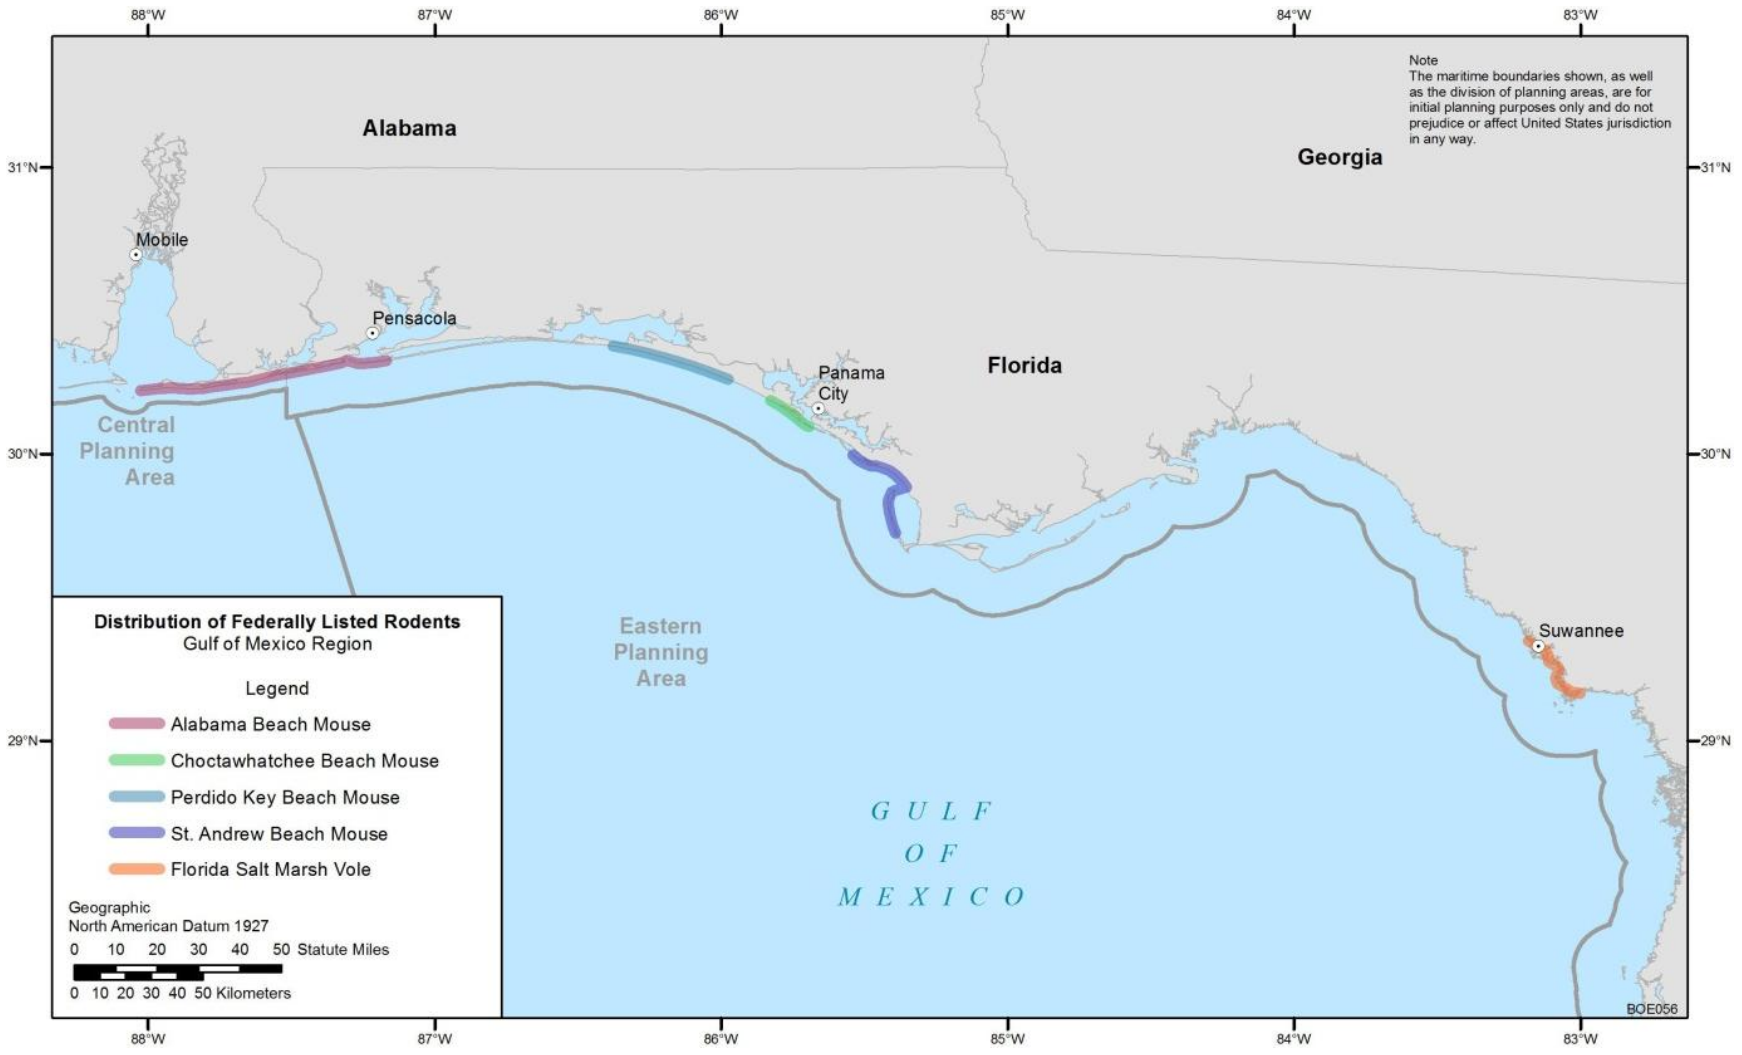 88°W 87°W 86°W 85°W 84°W 83°W
Note
The maritime boundaries shown, as well
as the division of planning areas, are for
initial planning purposes only and do not
prejudice or affect United States jurisdiction
in any way.
Alabama
Georgia
31°N 31°N
Mobile
Pensacola
Florida
Panama
City
Central
Planning
Area
30°N 30°N
Eastern
Planning
Area
Suwannee
29°N 29°N
GULF
OF
MEXICO
Distribution of Federally Listed Rodents
Gulf of Mexico Region
Legend
Alabama Beach Mouse
Choctawhatchee Beach Mouse
Perdido Key Beach Mouse
St. Andrew Beach Mouse
Florida Salt Marsh Vole
Geographic
North American Datum 1927
0 10 20 30 40 50 Statute Miles
0 10 20 30 40 50 Kilometers
BOE056
88°W 87°W 86°W 85°W 84°W 83°W